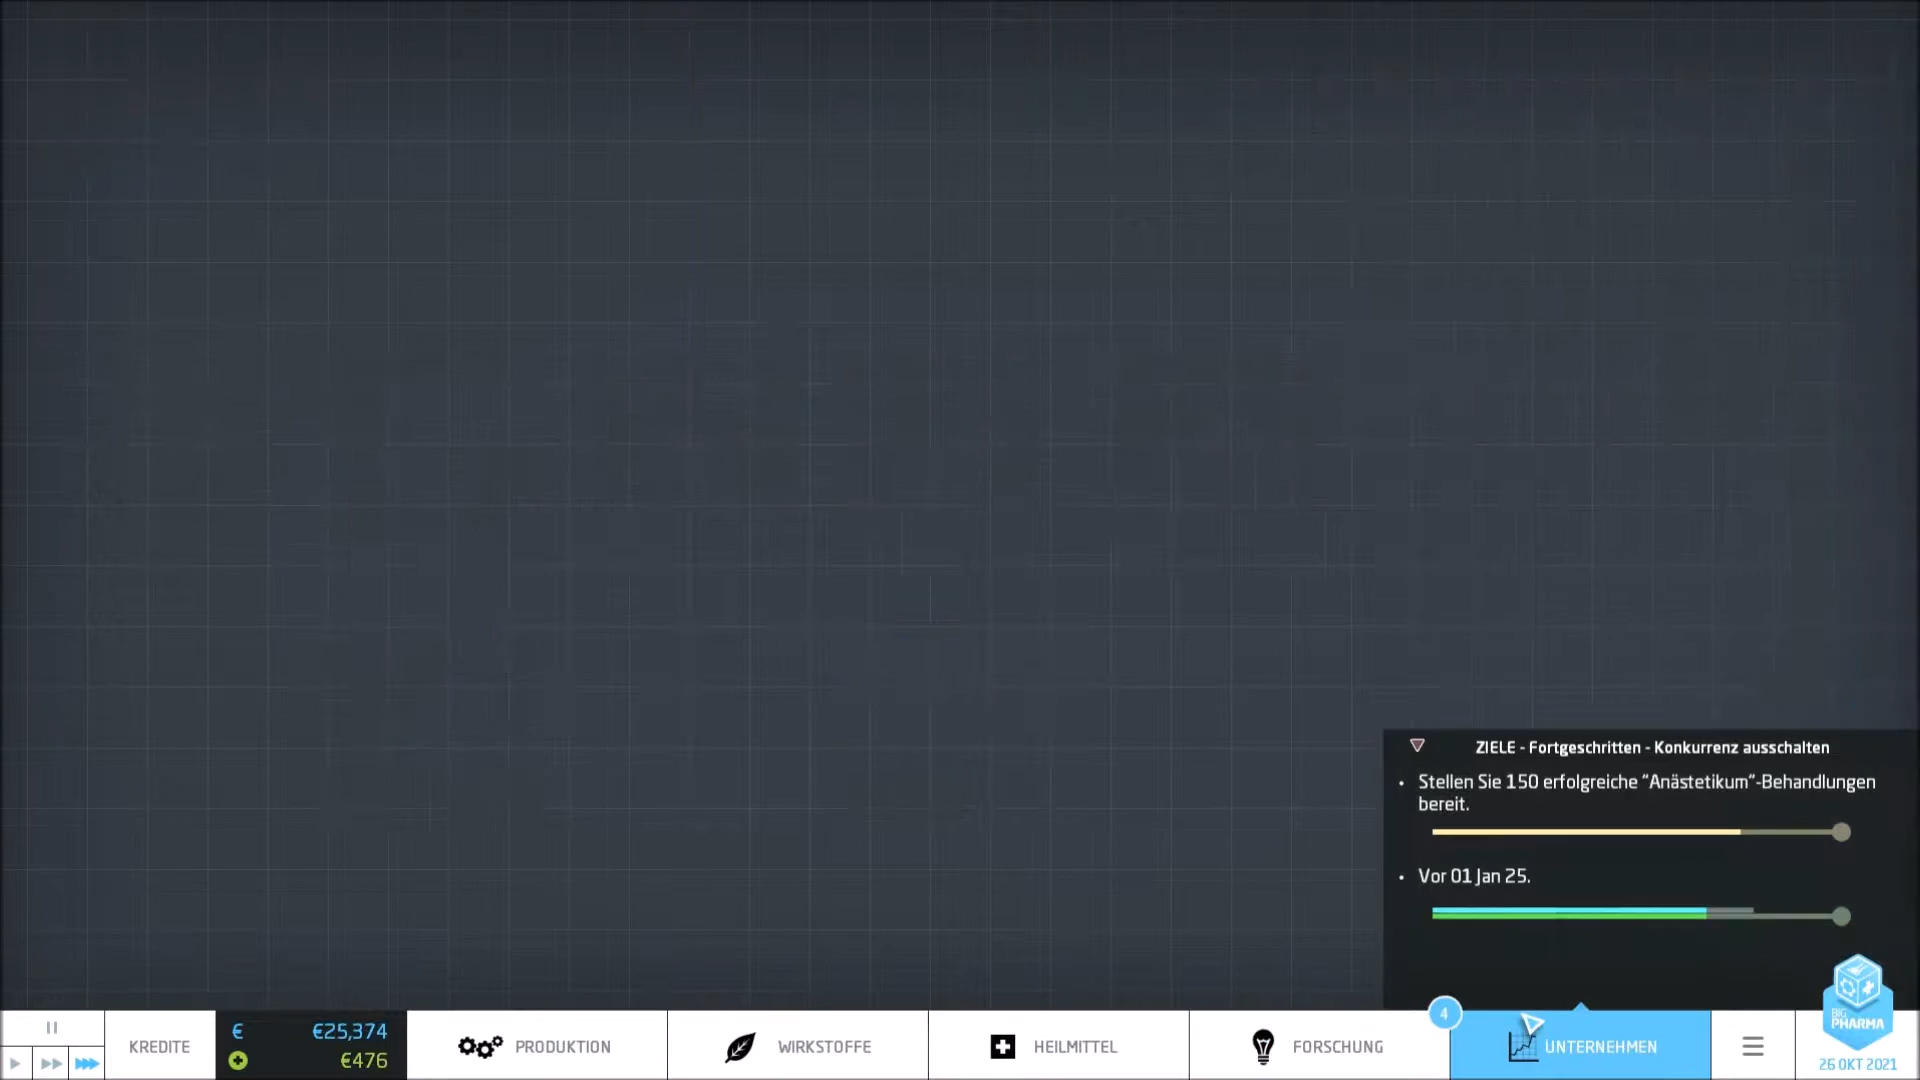 ZIELE - Fortgeschritten - Konkurrenz ausschalten
• Stellen Sie 150 erfolgreiche "Anästetikum"-Behandlungen
bereit.
• Vor 01 Jan 25.
KREDITE
€ €25,374
€476
PRODUKTION
WIRKSTOFFE
HEILMITTEL
FORSCHUNG
4
UNTERNEHMEN
BIG
PHARMA
26 OKT 2021